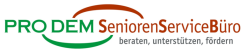 PRO DEM SeniorenServiceBüro
beraten, unterstützen, fördern